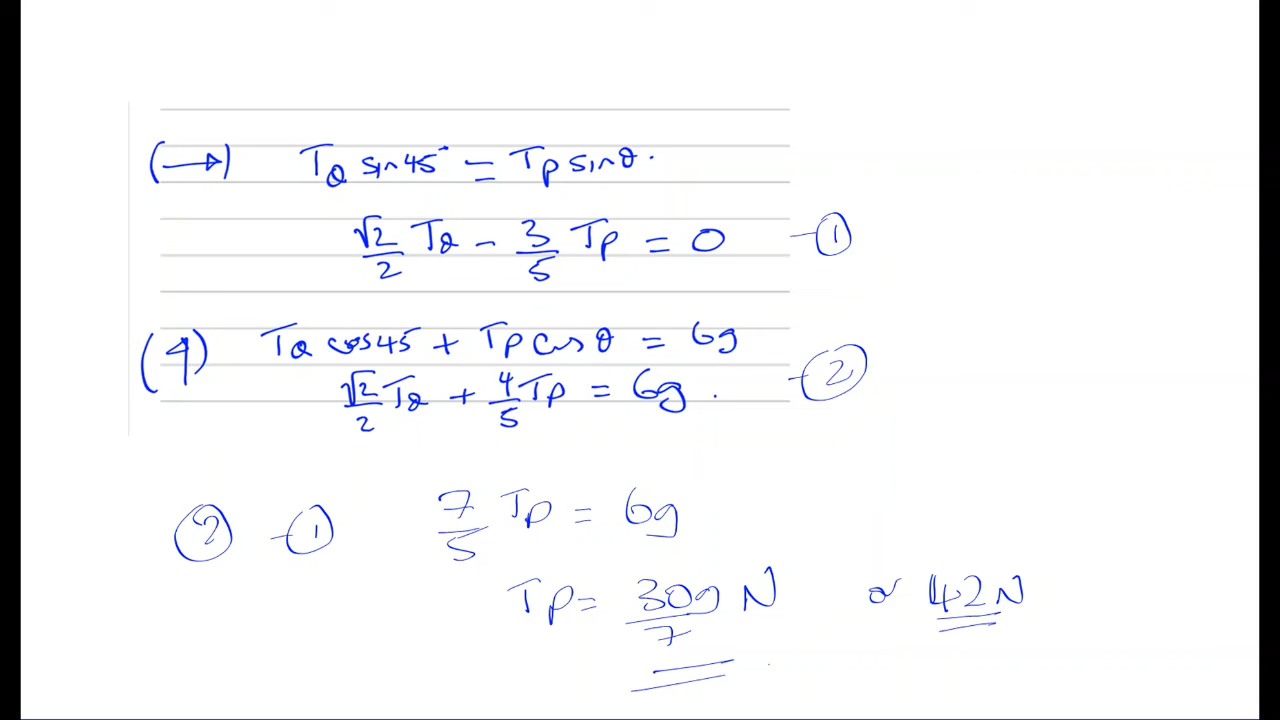 (→) T_Q sin45° = T_P sinθ.
√2/2 T_Q - 3/5 T_P = 0 -①
(↑) T_Q cos45 + T_P cosθ = 6g
√2/2 T_Q + 4/5 T_P = 6g. -②
② - ① 7/5 T_P = 6g
T_P = 30g/7 N or 42N